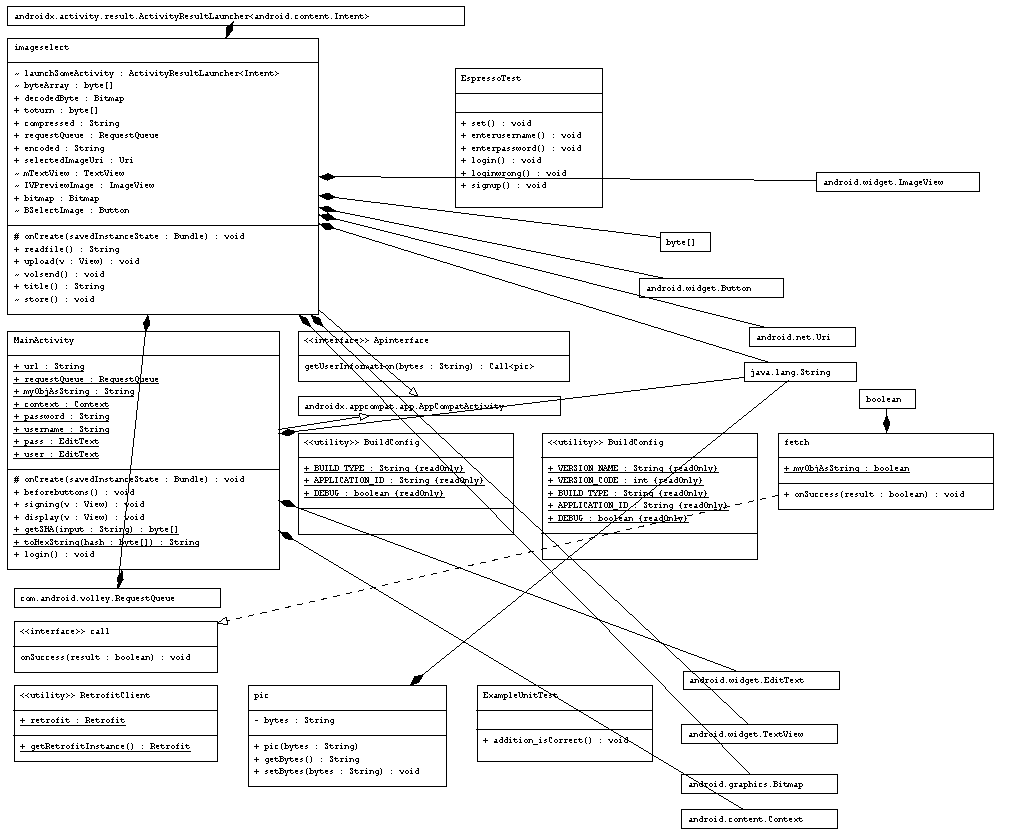 androidx.activity.result.ActivityResultLauncher<android.content.Intent>
imageselect
~ launchSomeActivity : ActivityResultLauncher<Intent>
~ byteArray : byte[]
+ decodedByte : Bitmap
+ toturn : byte[]
+ compressed : String
+ requestQueue : RequestQueue
+ encoded : String
+ selectedImageUri : Uri
~ mTextView : TextView
~ IVPreviewImage : ImageView
+ bitmap : Bitmap
~ BSelectImage : Button
# onCreate(savedInstanceState : Bundle) : void
+ readfile() : String
+ upload(v : View) : void
~ volsend() : void
+ title() : String
~ store() : void
EspressoTest
+ set() : void
+ enterusername() : void
+ enterpassword() : void
+ login() : void
+ loginwrong() : void
+ signup() : void
android.widget.ImageView
byte[]
android.widget.Button
android.net.Uri
java.lang.String
boolean
MainActivity
+ url : String
+ requestQueue : RequestQueue
+ myObjAsString : String
+ context : Context
+ password : String
+ username : String
+ pass : EditText
+ user : EditText
# onCreate(savedInstanceState : Bundle) : void
+ beforebuttons() : void
+ signing(v : View) : void
+ display(v : View) : void
+ getSHA(input : String) : byte[]
+ toHexString(hash : byte[]) : String
+ login() : void
<<interface>> Apinterface
getUserInformation(bytes : String) : Call<pic>
androidx.appcompat.app.AppCompatActivity
<<utility>> BuildConfig
+ BUILD_TYPE : String {readOnly}
+ APPLICATION_ID : String {readOnly}
+ DEBUG : boolean {readOnly}
<<utility>> BuildConfig
+ VERSION_NAME : String {readOnly}
+ VERSION_CODE : int {readOnly}
+ BUILD_TYPE : String {readOnly}
+ APPLICATION_ID : String {readOnly}
+ DEBUG : boolean {readOnly}
fetch
+ myObjAsString : boolean
+ onSuccess(result : boolean) : void
com.android.volley.RequestQueue
<<interface>> call
onSuccess(result : boolean) : void
<<utility>> RetrofitClient
+ retrofit : Retrofit
+ getRetrofitInstance() : Retrofit
pic
- bytes : String
+ pic(bytes : String)
+ getBytes() : String
+ setBytes(bytes : String) : void
ExampleUnitTest
+ addition_isCorrect() : void
android.widget.EditText
android.widget.TextView
android.graphics.Bitmap
android.content.Context